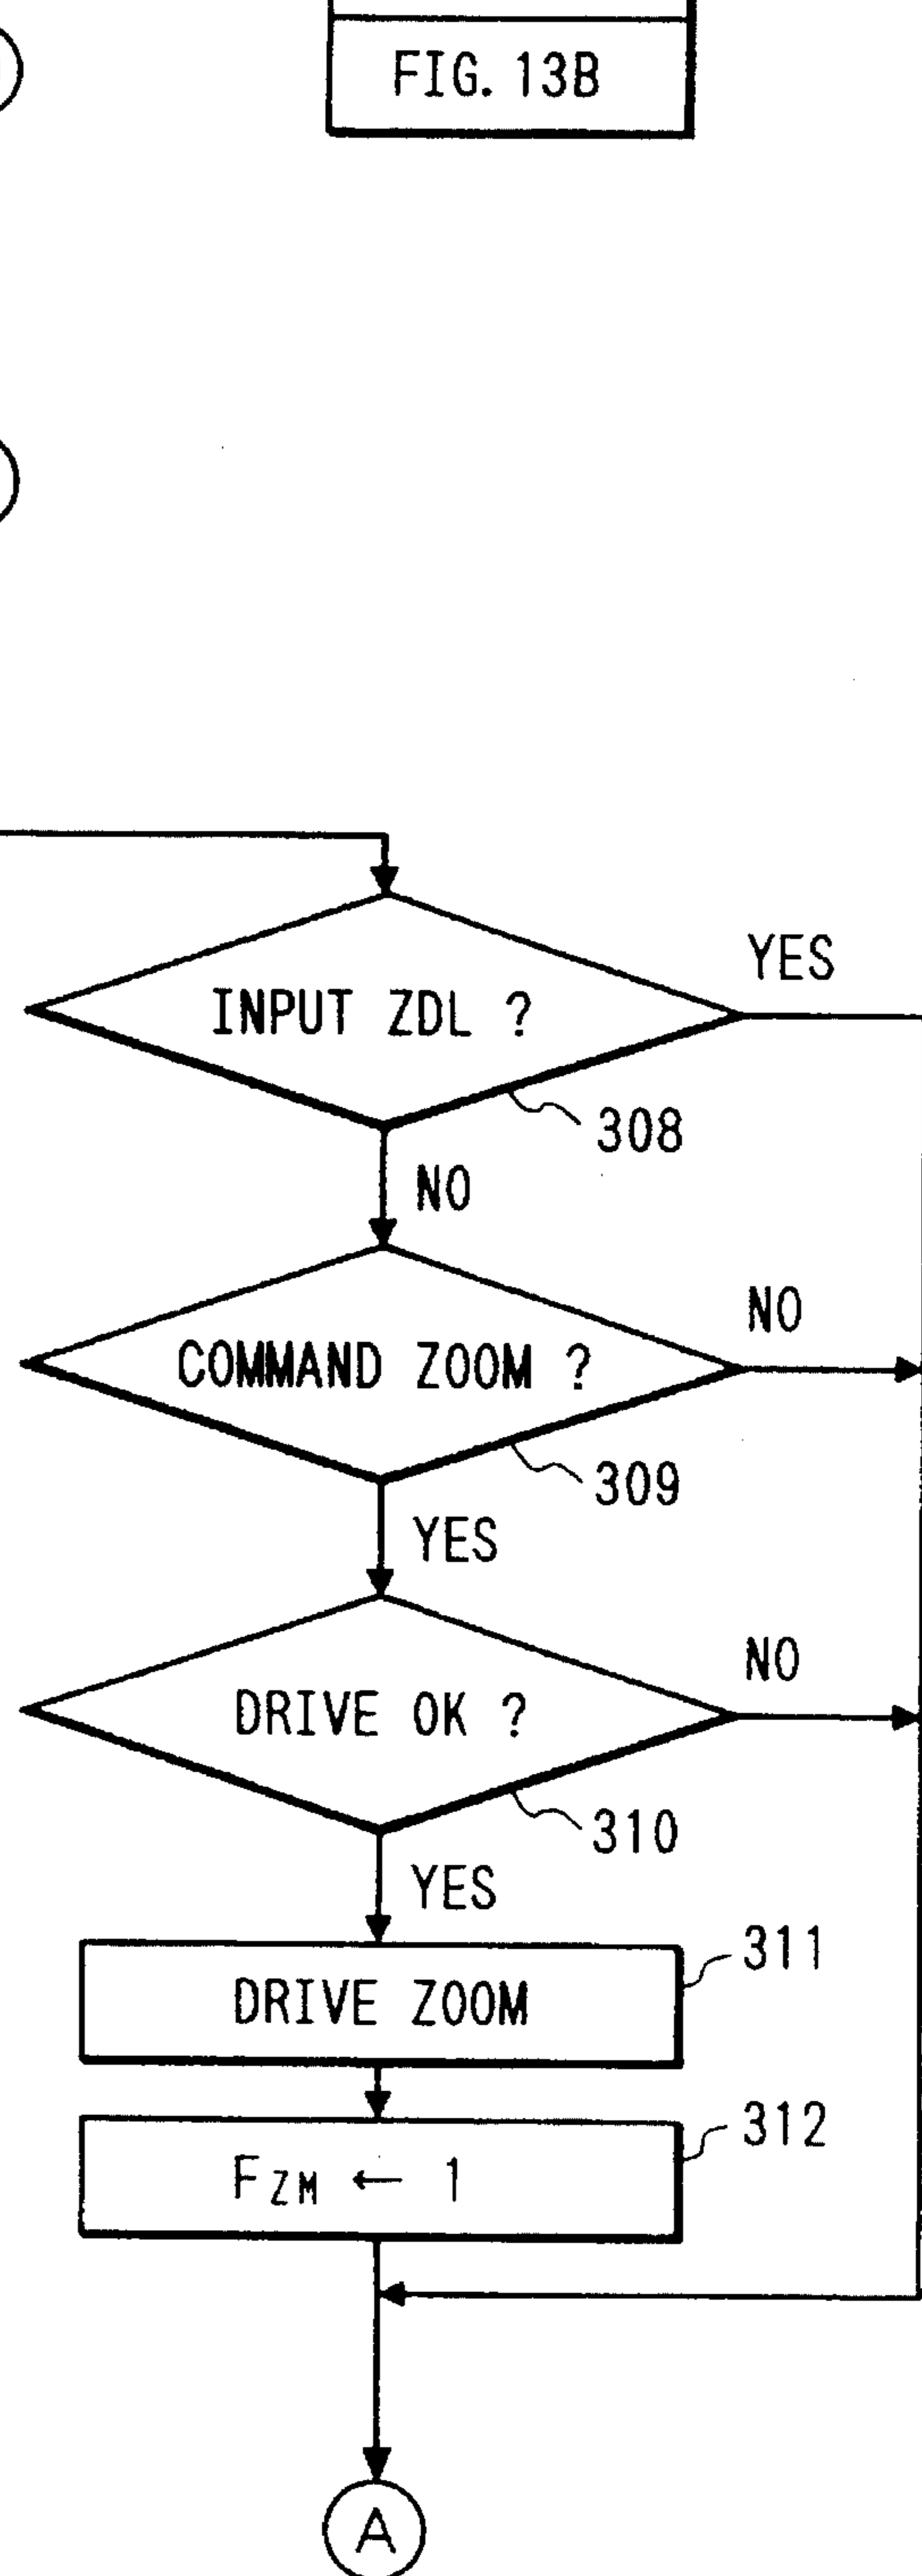 FIG. 13B
INPUT ZDL ?
YES
308
NO
COMMAND ZOOM ?
NO
309
YES
DRIVE OK ?
NO
310
YES
DRIVE ZOOM
311
FZM ← 1
312
A